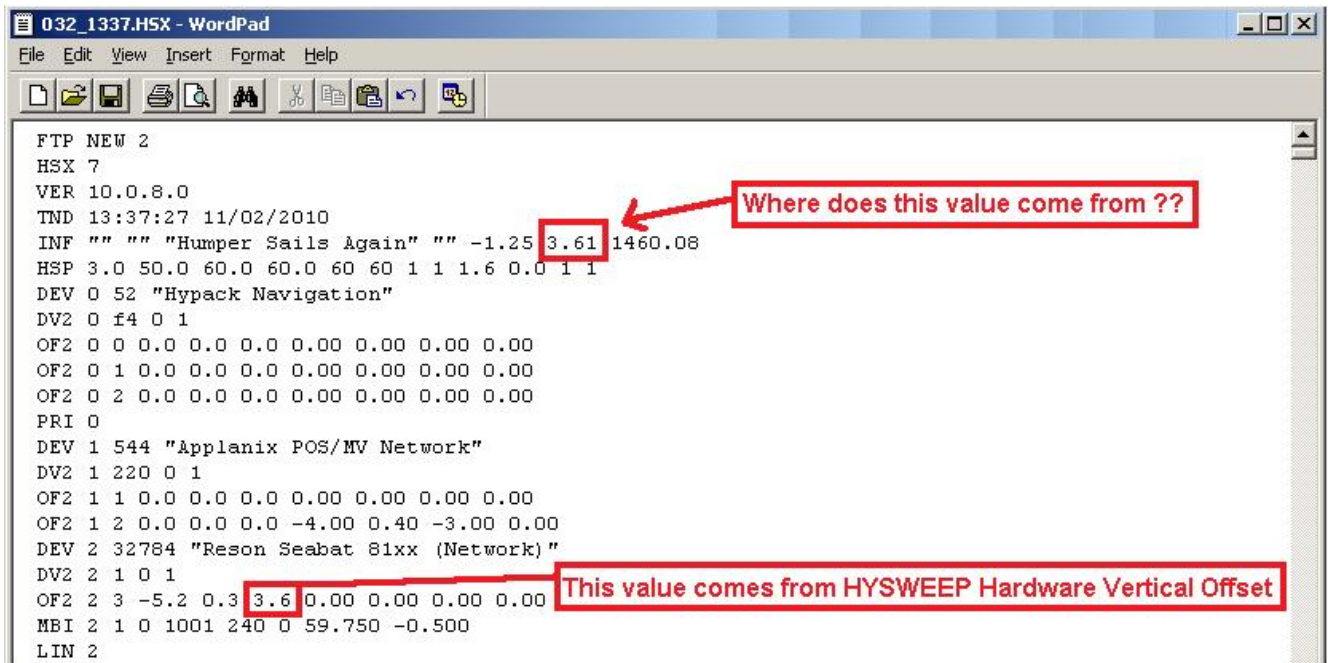 032_1337.HSX - WordPad
File Edit View Insert Format Help
FTP NEW 2
HSX 7
VER 10.0.8.0
TND 13:37:27 11/02/2010
Where does this value come from ??
INF "" "" "Humper Sails Again" "" -1.25 3.61 1460.08
HSP 3.0 50.0 60.0 60.0 60 60 1 1 1.6 0.0 1 1
DEV 0 52 "Hypack Navigation"
DV2 0 f4 0 1
OF2 0 0 0.0 0.0 0.0 0.00 0.00 0.00 0.00
OF2 0 1 0.0 0.0 0.0 0.00 0.00 0.00 0.00
OF2 0 2 0.0 0.0 0.0 0.00 0.00 0.00 0.00
PRI 0
DEV 1 544 "Applanix POS/MV Network"
DV2 1 220 0 1
OF2 1 1 0.0 0.0 0.0 0.00 0.00 0.00 0.00
OF2 1 2 0.0 0.0 0.0 -4.00 0.40 -3.00 0.00
DEV 2 32784 "Reson Seabat 81xx (Network)"
DV2 2 1 0 1
OF2 2 3 -5.2 0.3 3.6 0.00 0.00 0.00 0.00
This value comes from HYSWEEP Hardware Vertical Offset
MBI 2 1 0 1001 240 0 59.750 -0.500
LIN 2